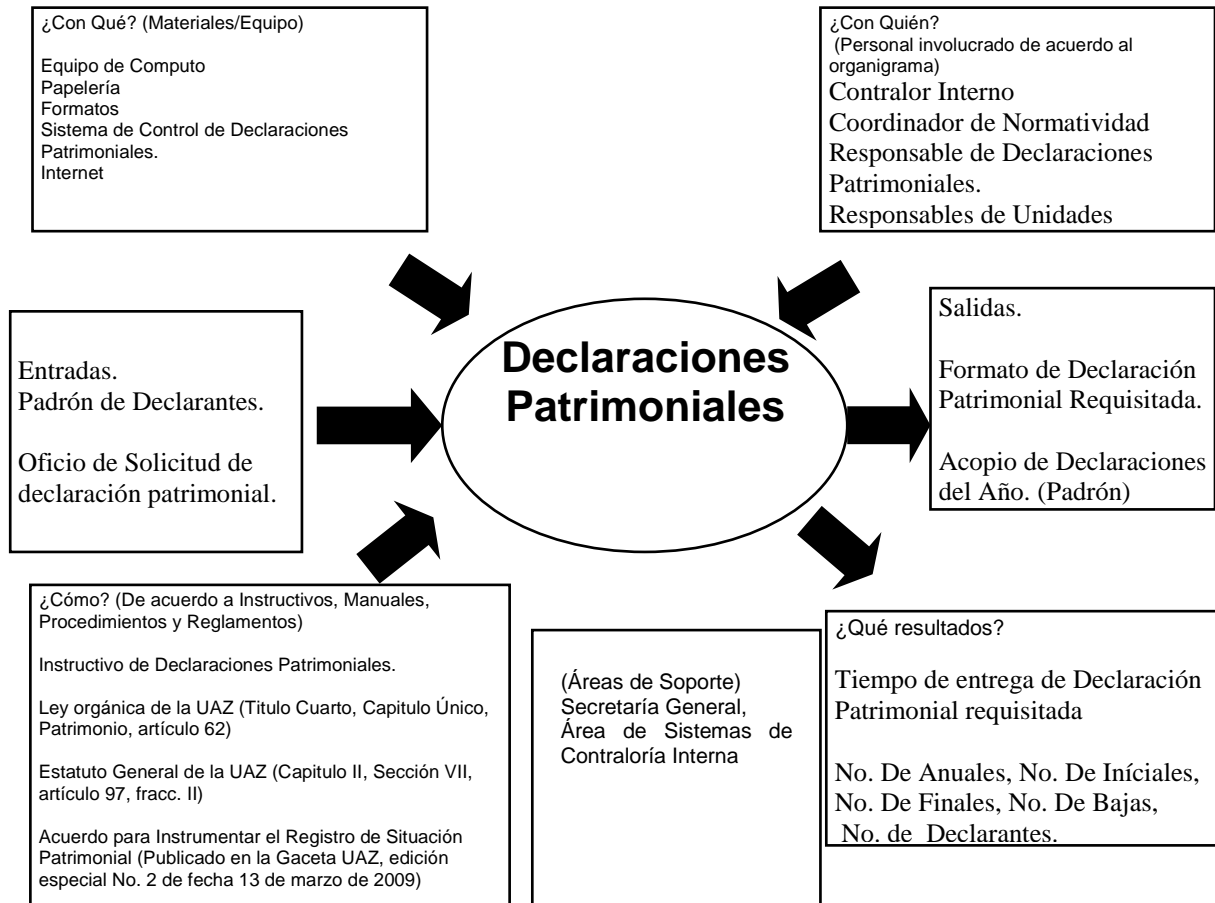 ¿Con Qué? (Materiales/Equipo)
Equipo de Computo
Papelería
Formatos
Sistema de Control de Declaraciones
Patrimoniales.
Internet
¿Con Quién?
(Personal involucrado de acuerdo al
organigrama)
Contralor Interno
Coordinador de Normatividad
Responsable de Declaraciones
Patrimoniales.
Responsables de Unidades
Entradas.
Padrón de Declarantes.
Oficio de Solicitud de
declaración patrimonial.
Declaraciones
Patrimoniales
Salidas.
Formato de Declaración
Patrimonial Requisitada.
Acopio de Declaraciones
del Año. (Padrón)
¿Cómo? (De acuerdo a Instructivos, Manuales,
Procedimientos y Reglamentos)
Instructivo de Declaraciones Patrimoniales.
Ley orgánica de la UAZ (Titulo Cuarto, Capitulo Único,
Patrimonio, artículo 62)
Estatuto General de la UAZ (Capitulo II, Sección VII,
artículo 97, fracc. II)
Acuerdo para Instrumentar el Registro de Situación
Patrimonial (Publicado en la Gaceta UAZ, edición
especial No. 2 de fecha 13 de marzo de 2009)
(Áreas de Soporte)
Secretaría General,
Área de Sistemas de
Contraloría Interna
¿Qué resultados?
Tiempo de entrega de Declaración
Patrimonial requisitada
No. De Anuales, No. De Iníciales,
No. De Finales, No. De Bajas,
No. de Declarantes.